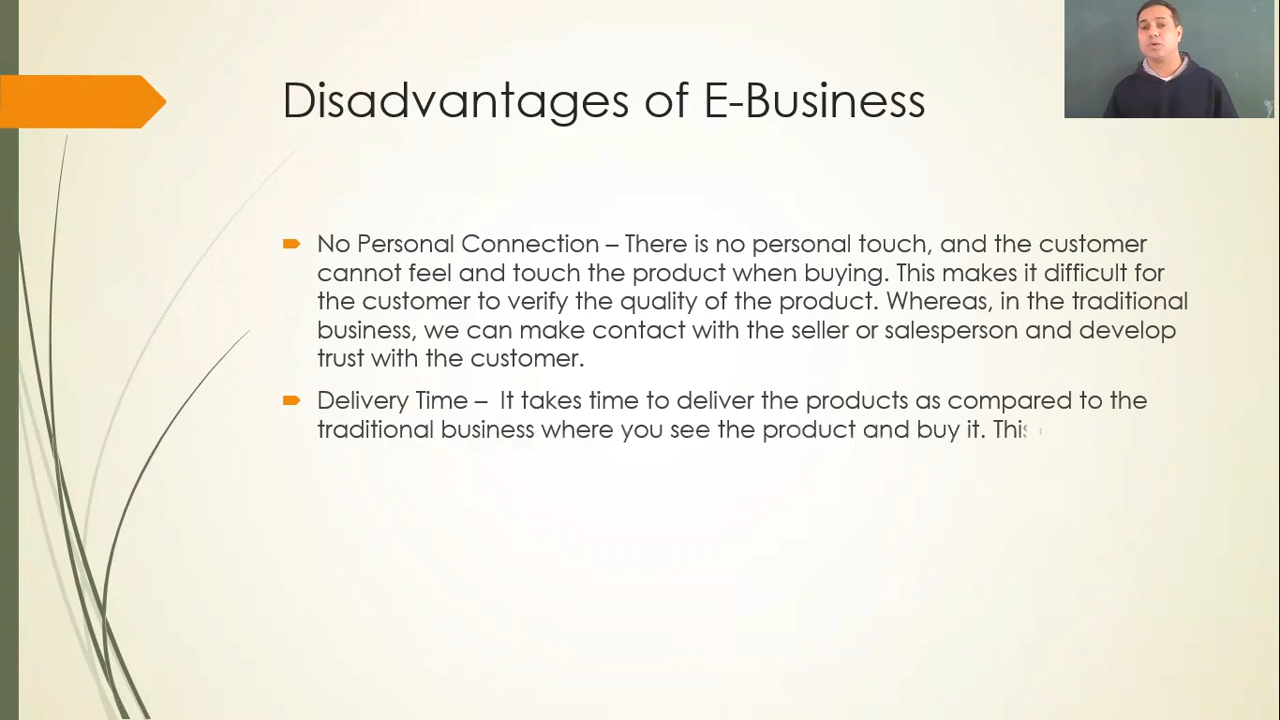 Disadvantages of E-Business
No Personal Connection – There is no personal touch, and the customer
cannot feel and touch the product when buying. This makes it difficult for
the customer to verify the quality of the product. Whereas, in the traditional
business, we can make contact with the seller or salesperson and develop
trust with the customer.
Delivery Time – It takes time to deliver the products as compared to the
traditional business where you see the product and buy it. This